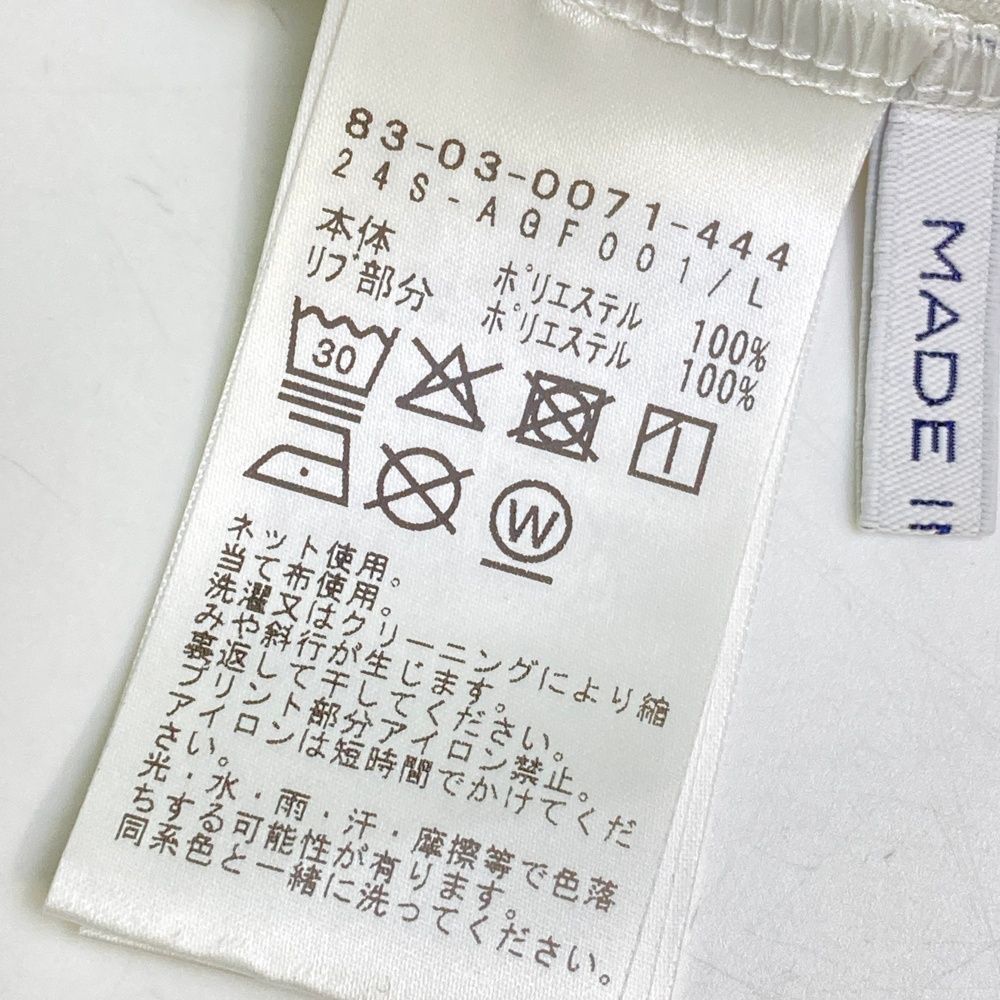 83-03-0071-444
24S-AGF001/L
本体 ポリエステル 100%
リブ部分 ポリエステル 100%
30
W
ネット使用。
当て布使用。
洗濯又はクリーニングにより縮
みや斜行が生じます。
裏返して干してください。
プリント部分アイロン禁止。
アイロンは短時間でかけてくだ
さい。
光・水・雨・汗・摩擦等で色落
ちする可能性が有ります。
同系色と一緒に洗ってください。
MADE IN